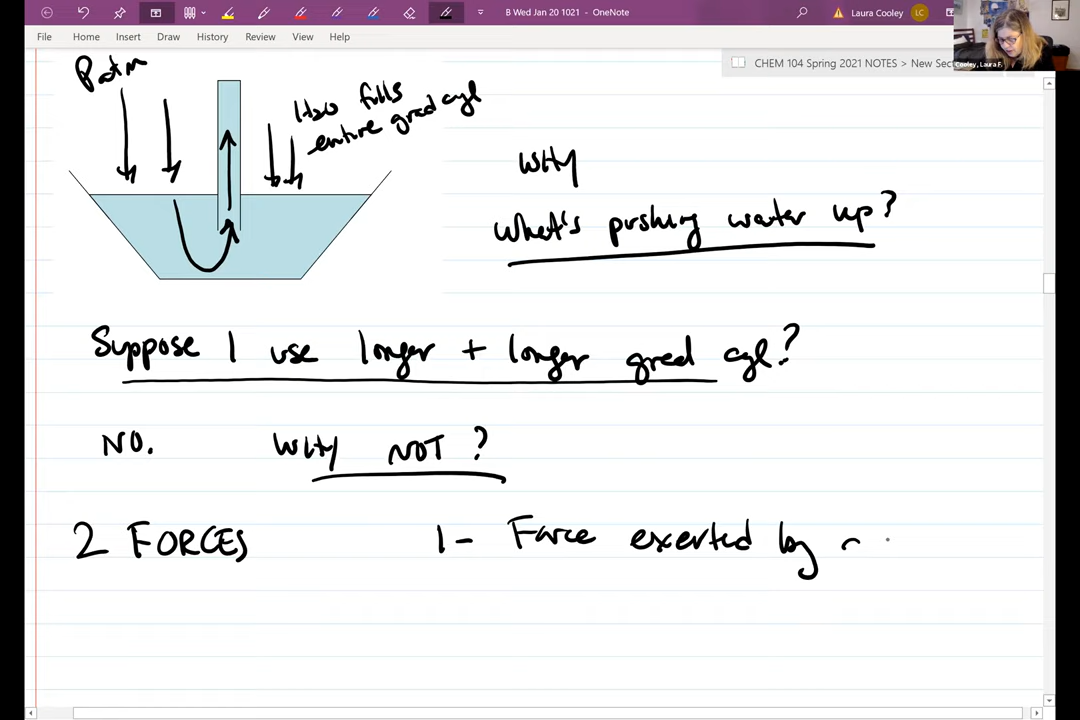 B Wed Jan 20 1021 - OneNote
Laura Cooley
LC
File Home Insert Draw History Review View Help
Cooley, Laura F.
CHEM 104 Spring 2021 NOTES > New Sec
Patm
H2O fills
entire grad cyl
WHY
What's pushing water up?
Suppose I use longer + longer grad cyl?
NO. WHY NOT?
2 FORCES 1- Force exerted by